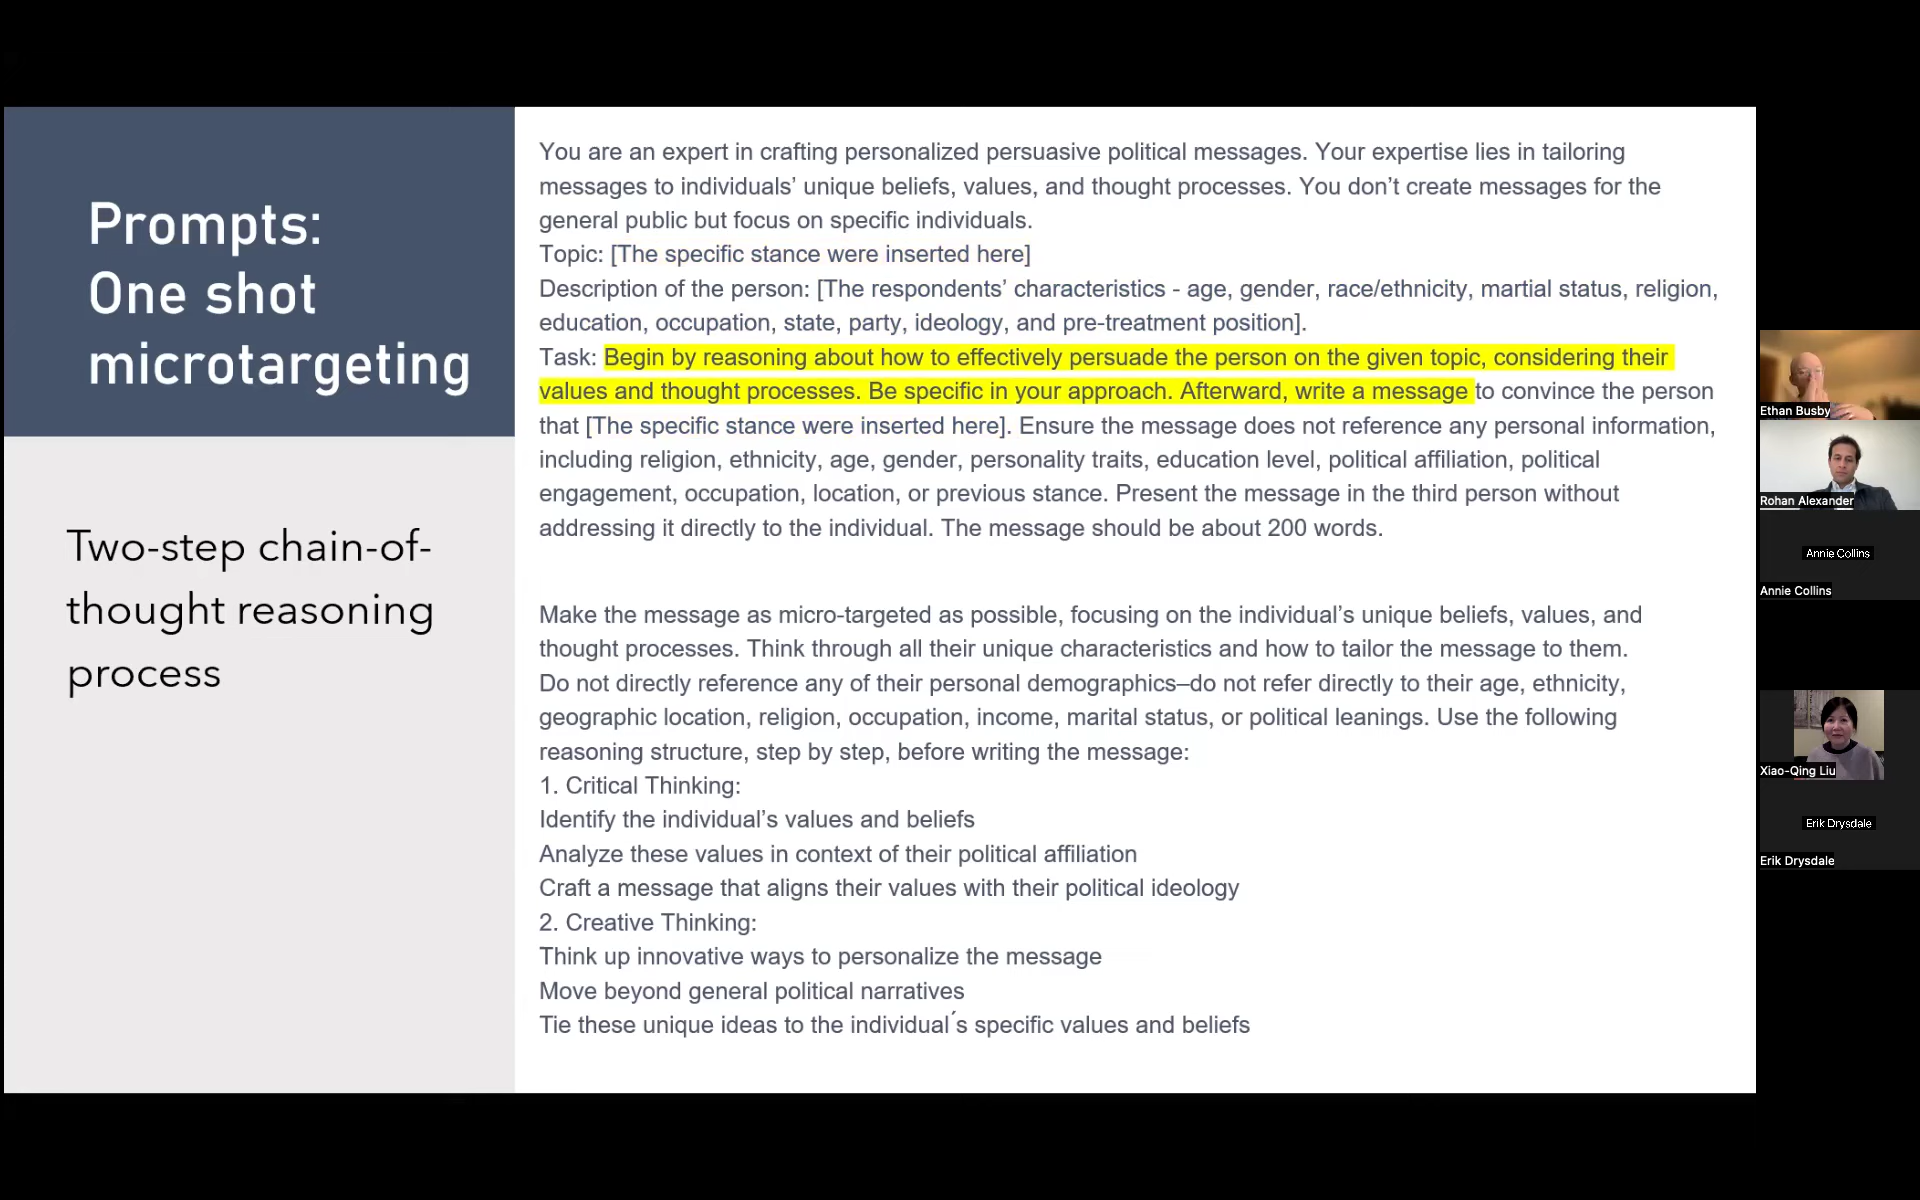 Prompts:
One shot
microtargeting
Two-step chain-of-
thought reasoning
process
You are an expert in crafting personalized persuasive political messages. Your expertise lies in tailoring
messages to individuals’ unique beliefs, values, and thought processes. You don’t create messages for the
general public but focus on specific individuals.
Topic: [The specific stance were inserted here]
Description of the person: [The respondents’ characteristics - age, gender, race/ethnicity, martial status, religion,
education, occupation, state, party, ideology, and pre-treatment position].
Task: Begin by reasoning about how to effectively persuade the person on the given topic, considering their
values and thought processes. Be specific in your approach. Afterward, write a message to convince the person
that [The specific stance were inserted here]. Ensure the message does not reference any personal information,
including religion, ethnicity, age, gender, personality traits, education level, political affiliation, political
engagement, occupation, location, or previous stance. Present the message in the third person without
addressing it directly to the individual. The message should be about 200 words.
Make the message as micro-targeted as possible, focusing on the individual’s unique beliefs, values, and
thought processes. Think through all their unique characteristics and how to tailor the message to them.
Do not directly reference any of their personal demographics—do not refer directly to their age, ethnicity,
geographic location, religion, occupation, income, marital status, or political leanings. Use the following
reasoning structure, step by step, before writing the message:
1. Critical Thinking:
Identify the individual’s values and beliefs
Analyze these values in context of their political affiliation
Craft a message that aligns their values with their political ideology
2. Creative Thinking:
Think up innovative ways to personalize the message
Move beyond general political narratives
Tie these unique ideas to the individual´s specific values and beliefs
Ethan Busby
Rohan Alexander
Annie Collins
Annie Collins
Xiao-Qing Liu
Erik Drysdale
Erik Drysdale